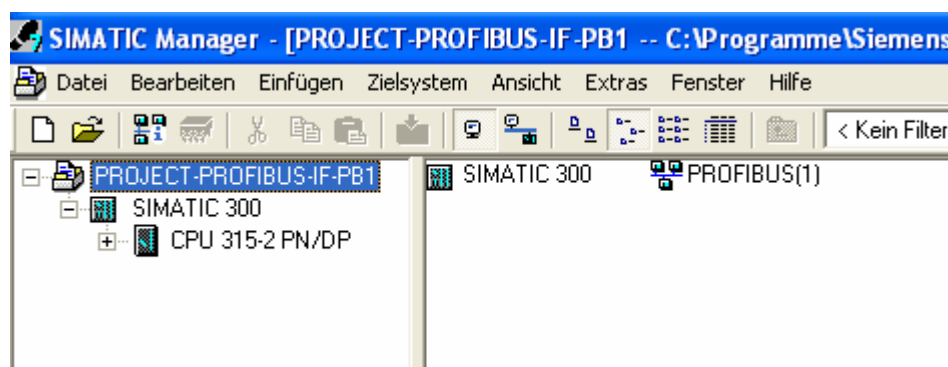 SIMATIC Manager - [PROJECT-PROFIBUS-IF-PB1 -- C:\Programme\Siemens
Datei Bearbeiten Einfügen Zielsystem Ansicht Extras Fenster Hilfe
< Kein Filter
PROJECT-PROFIBUS-IF-PB1
SIMATIC 300
CPU 315-2 PN/DP
SIMATIC 300 PROFIBUS(1)